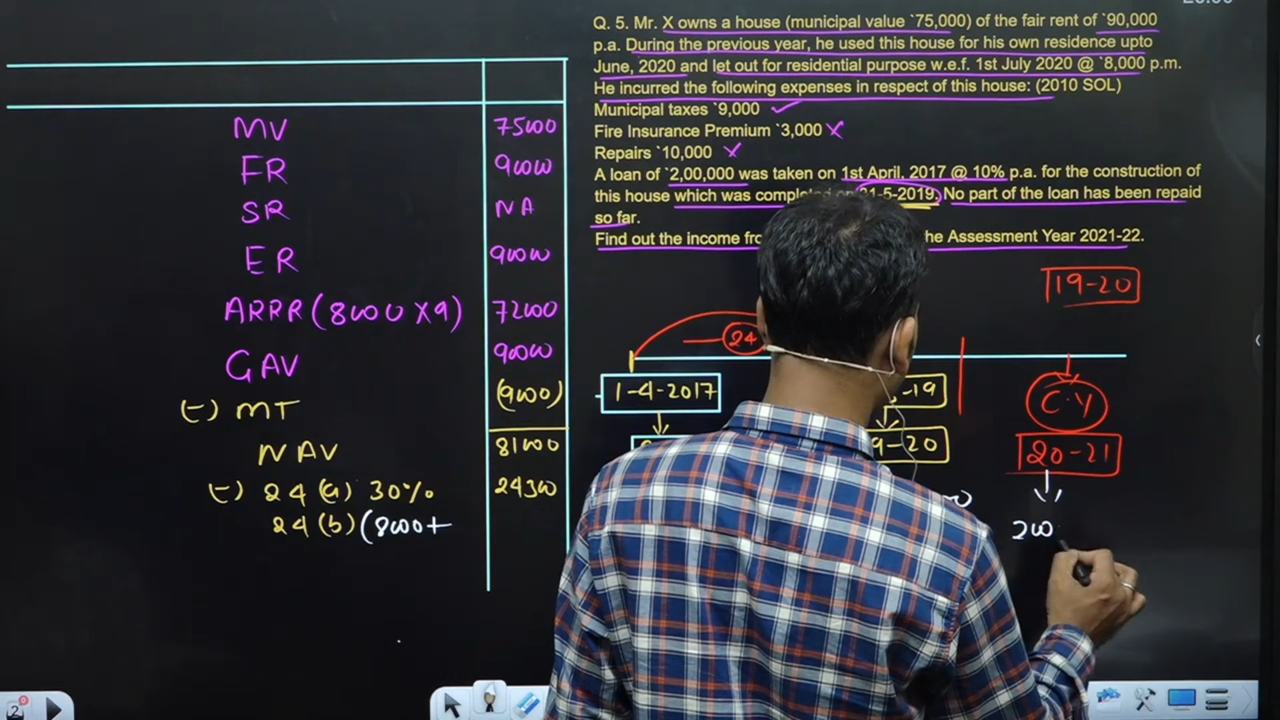 Q. 5. Mr. X owns a house (municipal value `75,000) of the fair rent of `90,000
p.a. During the previous year, he used this house for his own residence upto
June, 2020 and let out for residential purpose w.e.f. 1st July 2020 @ `8,000 p.m.
He incurred the following expenses in respect of this house: (2010 SOL)
Municipal taxes `9,000 ✓
Fire Insurance Premium `3,000 X
Repairs `10,000 X
A loan of `2,00,000 was taken on 1st April, 2017 @ 10% p.a. for the construction of
this house which was 31-5-2019. No part of the loan has been repaid
so far.
Find out the income he Assessment Year 2021-22.
MV 75000
FR 90000
SR NA
ER 90000
ARRR (8000 X 9) 72000
GAV 90000
(-) MT (9000)
NAV 81000
(-) 24 (a) 30% 24300
24 (b) (8000+
19-20
24
1-4-2017
-19
9-20
C.Y
20-21
200
2